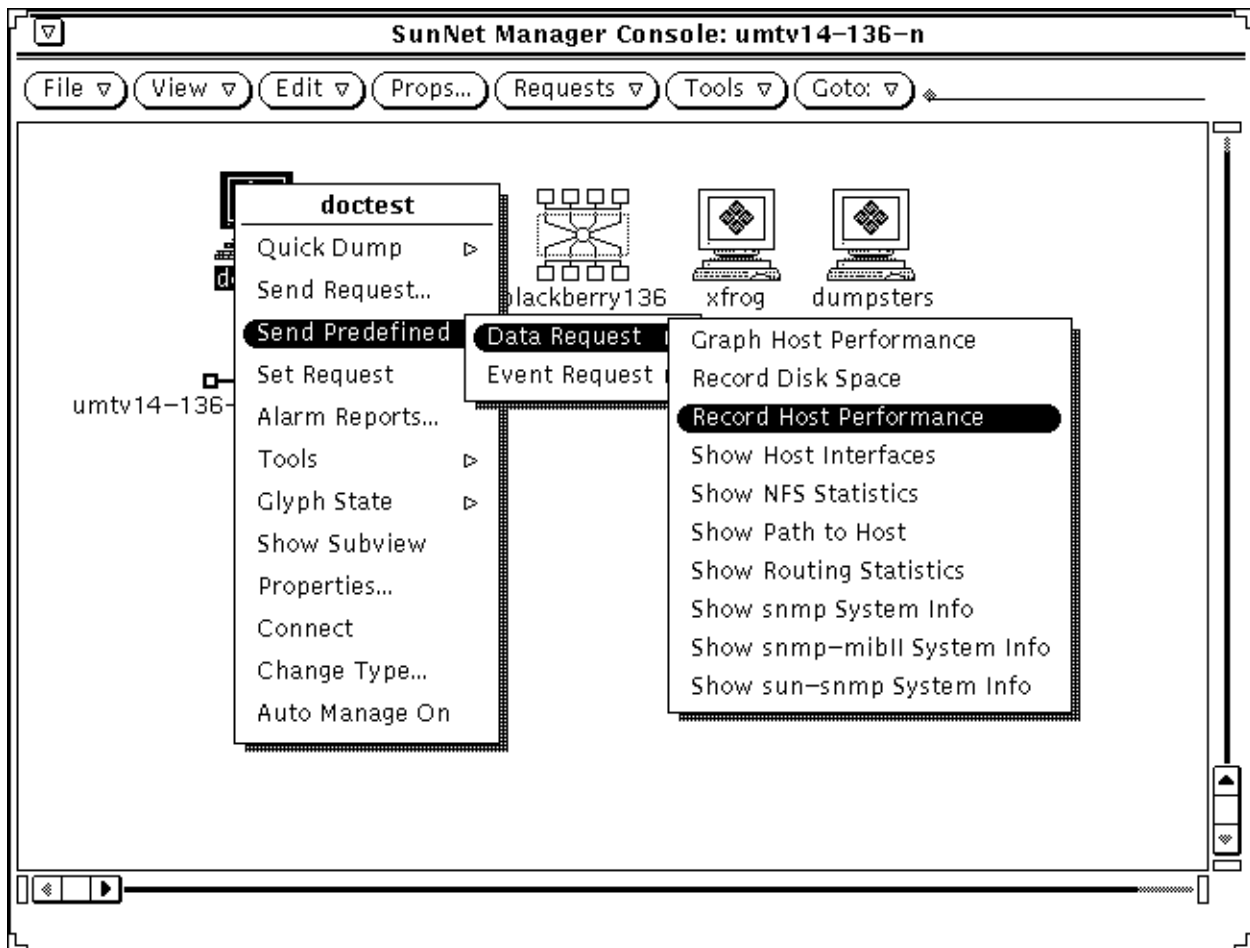 SunNet Manager Console: umtv14-136-n
File View Edit Props... Requests Tools Goto:
doctest
Quick Dump
Send Request...
Send Predefined
Set Request
Alarm Reports...
Tools
Glyph State
Show Subview
Properties...
Connect
Change Type...
Auto Manage On
blackberry136
xfrog
dumpsters
umtv14-136-
Data Request
Event Request
Graph Host Performance
Record Disk Space
Record Host Performance
Show Host Interfaces
Show NFS Statistics
Show Path to Host
Show Routing Statistics
Show snmp System Info
Show snmp-mibII System Info
Show sun-snmp System Info